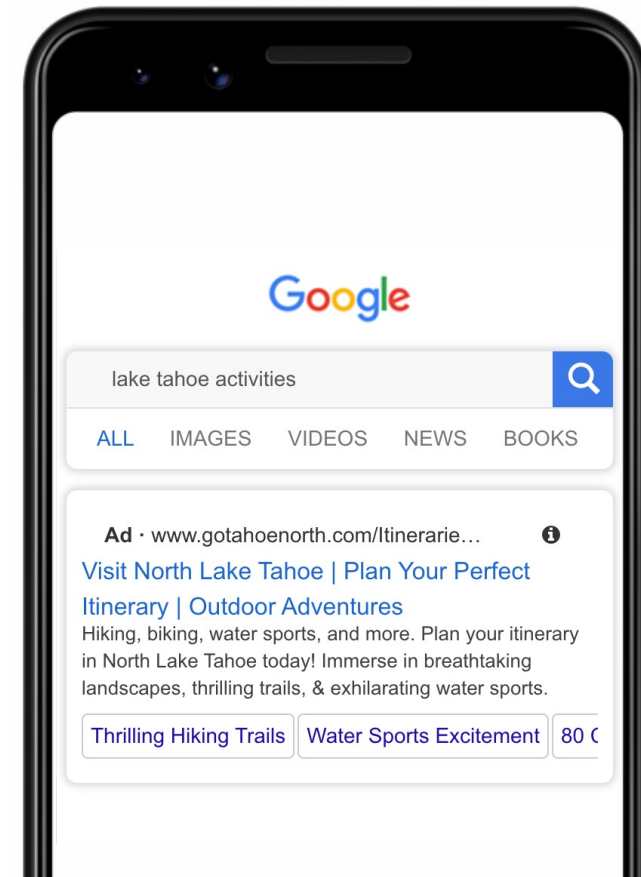 Google
lake tahoe activities
ALL IMAGES VIDEOS NEWS BOOKS
Ad · www.gotahoenorth.com/Itinerarie…
Visit North Lake Tahoe | Plan Your Perfect
Itinerary | Outdoor Adventures
Hiking, biking, water sports, and more. Plan your itinerary
in North Lake Tahoe today! Immerse in breathtaking
landscapes, thrilling trails, & exhilarating water sports.
Thrilling Hiking Trails Water Sports Excitement 80